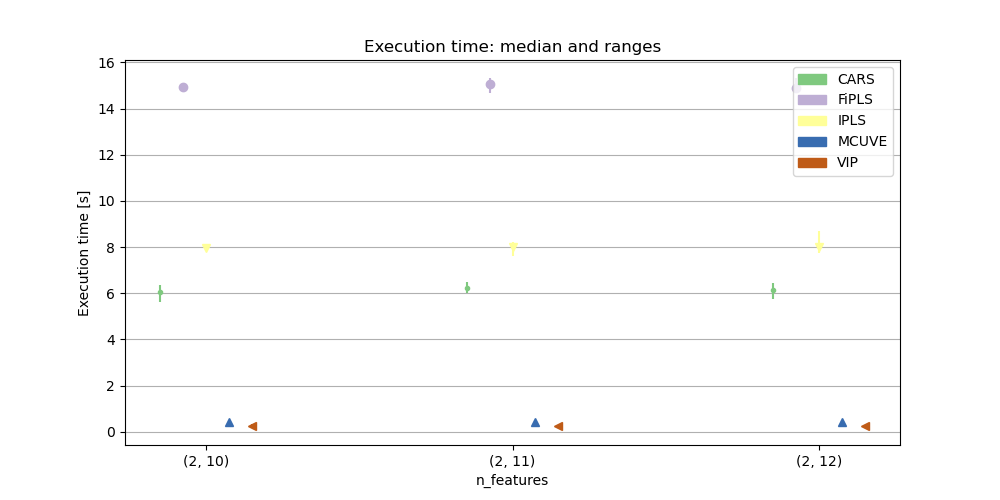 Execution time: median and ranges
Execution time [s]
16
14
12
10
8
6
4
2
0
CARS
FiPLS
IPLS
MCUVE
VIP
(2, 10)
(2, 11)
(2, 12)
n_features